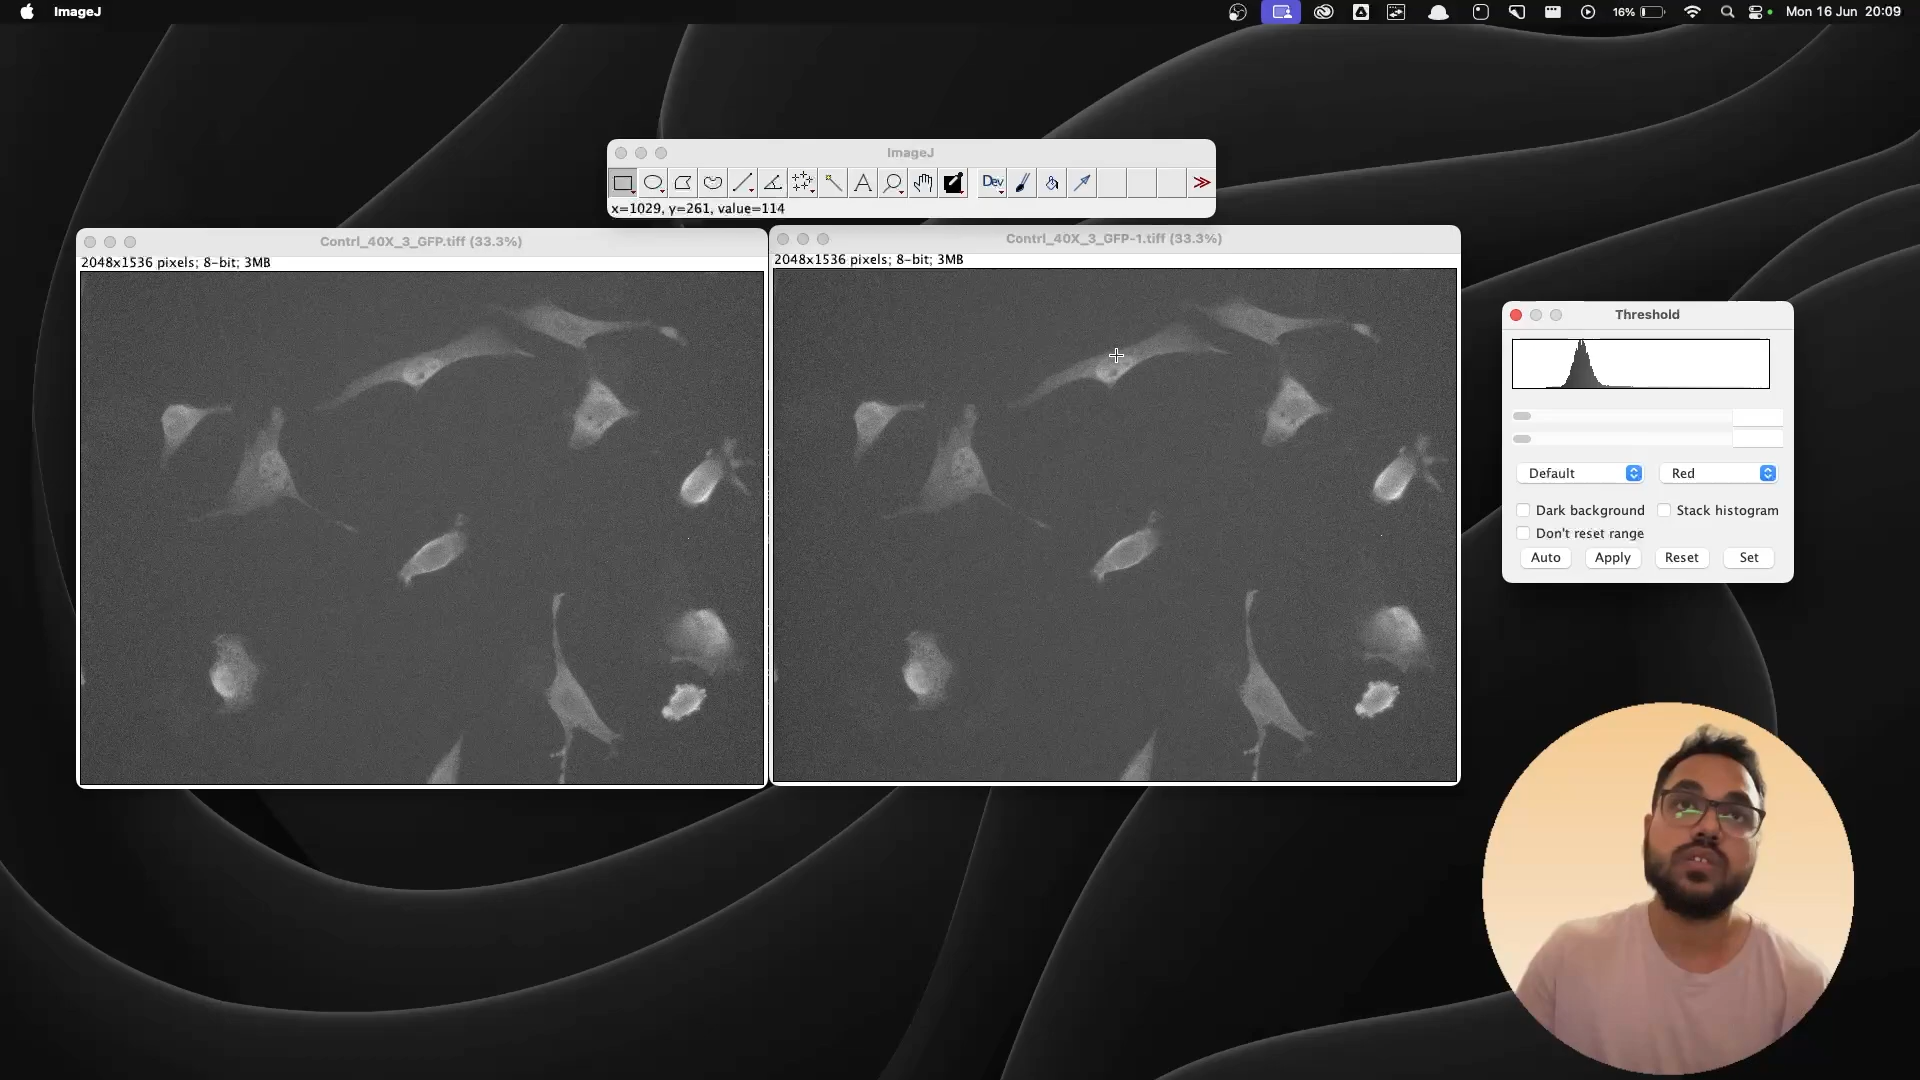 ImageJ
16%
Mon 16 Jun 20:09
ImageJ
A
Dev
x=1029, y=261, value=114
Contrl_40X_3_GFP.tiff (33.3%)
2048x1536 pixels; 8-bit; 3MB
Contrl_40X_3_GFP-1.tiff (33.3%)
2048x1536 pixels; 8-bit; 3MB
Threshold
Default
Red
Dark background
Stack histogram
Don't reset range
Auto
Apply
Reset
Set